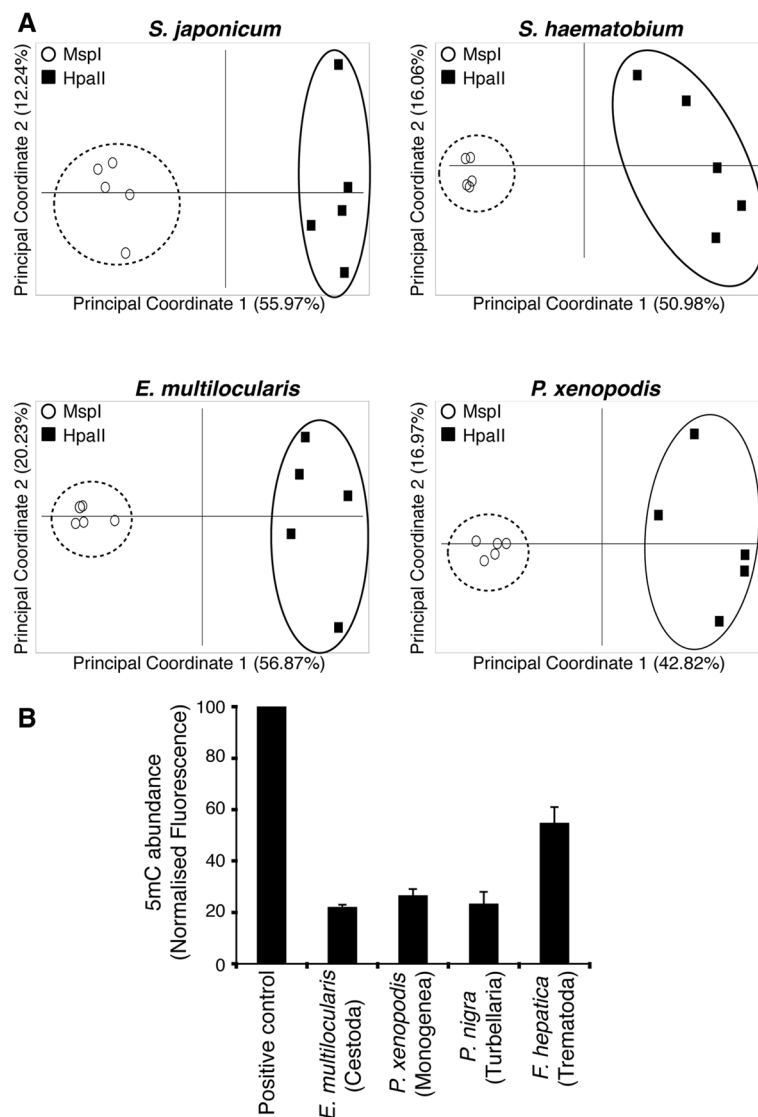 A
S. japonicum
MspI
HpaII
Principal Coordinate 2 (12.24%)
Principal Coordinate 1 (55.97%)
S. haematobium
MspI
HpaII
Principal Coordinate 2 (16.06%)
Principal Coordinate 1 (50.98%)
E. multilocularis
MspI
HpaII
Principal Coordinate 2 (20.23%)
Principal Coordinate 1 (56.87%)
P. xenopodis
MspI
HpaII
Principal Coordinate 2 (16.97%)
Principal Coordinate 1 (42.82%)
B
5mC abundance
(Normalised Fluorescence)
100
80
60
40
20
0
Positive control
E. multilocularis
(Cestoda)
P. xenopodis
(Monogenea)
P. nigra
(Turbellaria)
F. hepatica
(Trematoda)